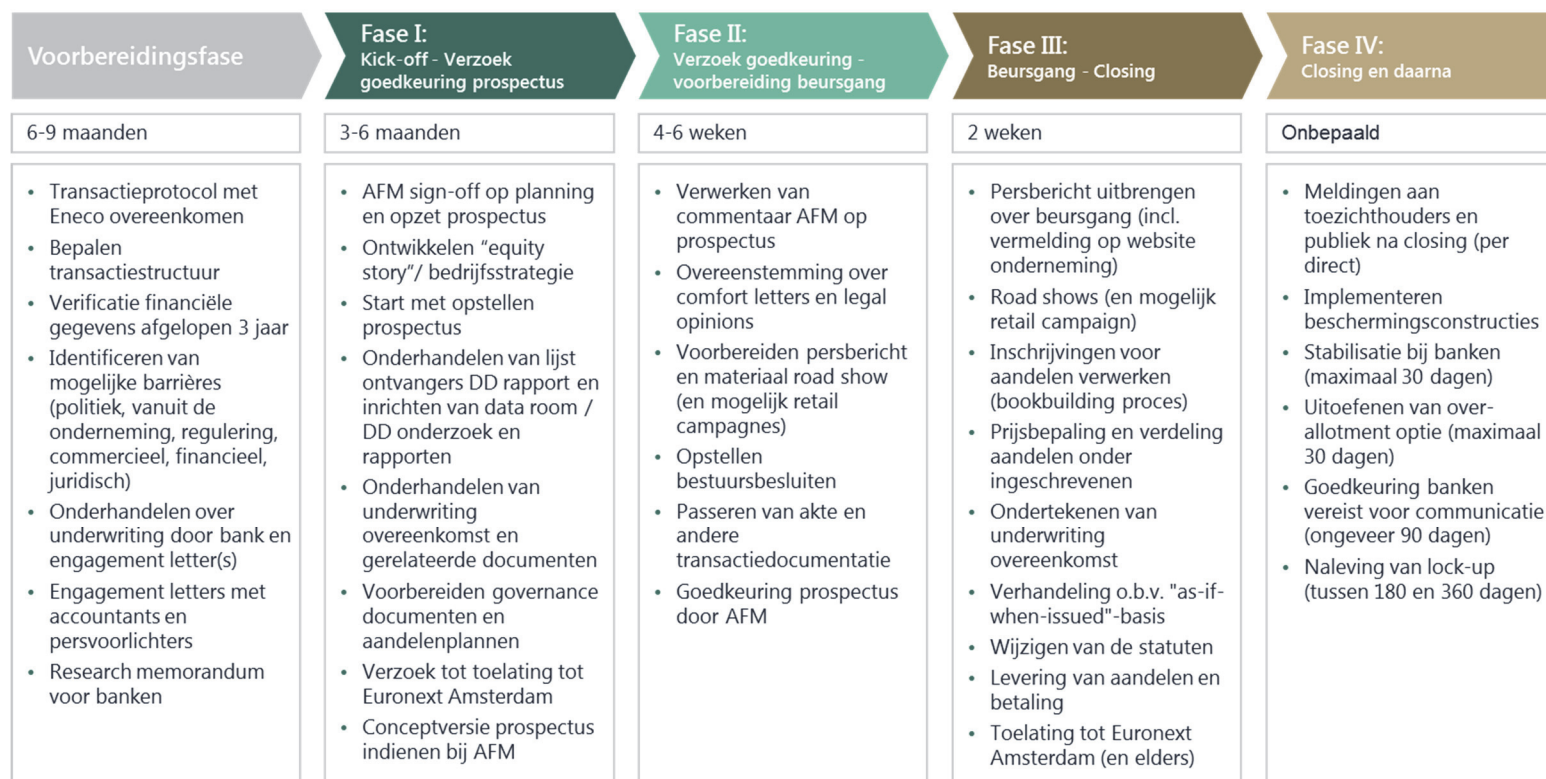 Voorbereidingsfase
Fase I:
Kick-off - Verzoek
goedkeuring prospectus
Fase II:
Verzoek goedkeuring -
voorbereiding beursgang
Fase III:
Beursgang - Closing
Fase IV:
Closing en daarna
6-9 maanden
3-6 maanden
4-6 weken
2 weken
Onbepaald
• Transactieprotocol met
Eneco overeenkomen
• Bepalen
transactiestructuur
• Verificatie financiële
gegevens afgelopen 3 jaar
• Identificeren van
mogelijke barrières
(politiek, vanuit de
onderneming, regulering,
commercieel, financieel,
juridisch)
• Onderhandelen over
underwriting door bank en
engagement letter(s)
• Engagement letters met
accountants en
persvoorlichters
• Research memorandum
voor banken
• AFM sign-off op planning
en opzet prospectus
• Ontwikkelen “equity
story”/ bedrijfsstrategie
• Start met opstellen
prospectus
• Onderhandelen van lijst
ontvangers DD rapport en
inrichten van data room /
DD onderzoek en
rapporten
• Onderhandelen van
underwriting
overeenkomst en
gerelateerde documenten
• Voorbereiden governance
documenten en
aandelenplannen
• Verzoek tot toelating tot
Euronext Amsterdam
• Conceptversie prospectus
indienen bij AFM
• Verwerken van
commentaar AFM op
prospectus
• Overeenstemming over
comfort letters en legal
opinions
• Voorbereiden persbericht
en materiaal road show
(en mogelijk retail
campagnes)
• Opstellen
bestuursbesluiten
• Passeren van akte en
andere
transactiedocumentatie
• Goedkeuring prospectus
door AFM
• Persbericht uitbrengen
over beursgang (incl.
vermelding op website
onderneming)
• Road shows (en mogelijk
retail campaign)
• Inschrijvingen voor
aandelen verwerken
(bookbuilding proces)
• Prijsbepaling en verdeling
aandelen onder
ingeschrevenen
• Ondertekenen van
underwriting
overeenkomst
• Verhandeling o.b.v. "as-if-
when-issued"-basis
• Wijzigen van de statuten
• Levering van aandelen en
betaling
• Toelating tot Euronext
Amsterdam (en elders)
• Meldingen aan
toezichthouders en
publiek na closing (per
direct)
• Implementeren
beschermingsconstructies
• Stabilisatie bij banken
(maximaal 30 dagen)
• Uitoefenen van over-
allotment optie (maximaal
30 dagen)
• Goedkeuring banken
vereist voor communicatie
(ongeveer 90 dagen)
• Naleving van lock-up
(tussen 180 en 360 dagen)